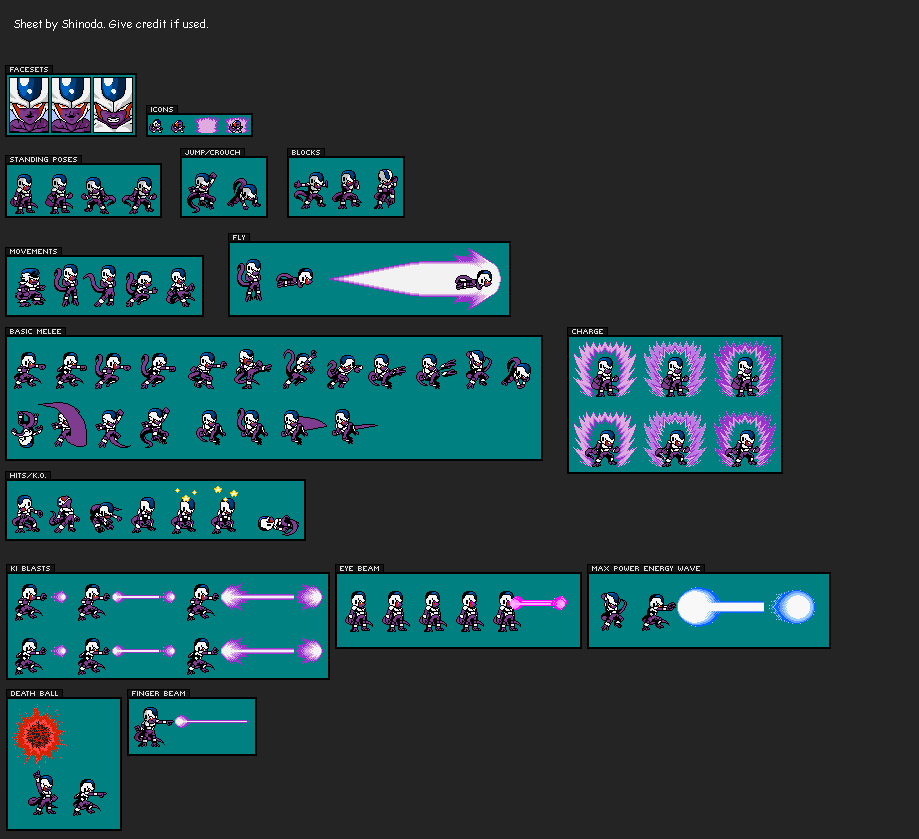 Sheet by Shinoda. Give credit if used.
FACESETS
ICONS
STANDING POSES
JUMP/CROUCH
BLOCKS
MOVEMENTS
FLY
BASIC MELEE
CHARGE
HITS/K.O.
KI BLASTS
EYE BEAM
MAX POWER ENERGY WAVE
DEATH BALL
FINGER BEAM